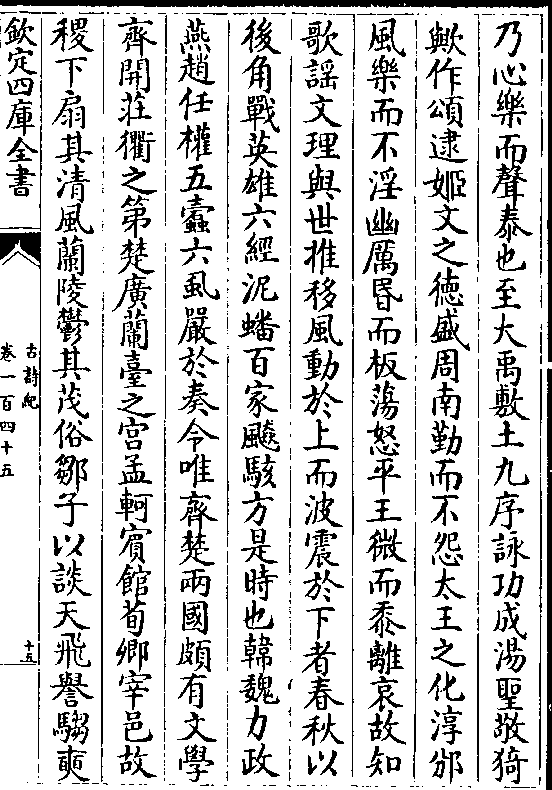 乃心樂而聲泰也至大禹敷土九序詠功成湯聖敬猗
歟作頌逮姬文之徳盛周南勤而不怨太王之化淳邠
風樂而不淫幽厲昬而板蕩怒平王微而黍離哀故知
歌謡文理與世推移風動於上而波震於下者春秋以
後角戰英雄六經泥蟠百家飈駭方是時也韓魏力政
燕趙任權五蠧六虱嚴於秦令唯齊楚兩國頗有文學
齊開莊衢之第楚廣蘭臺之宫孟軻賓館荀卿宰邑故
稷下扇其清風蘭陵鬱其茂俗鄒子以談天飛譽騶奭
欽定四庫全書
古詩紀
卷一百四十五
十五